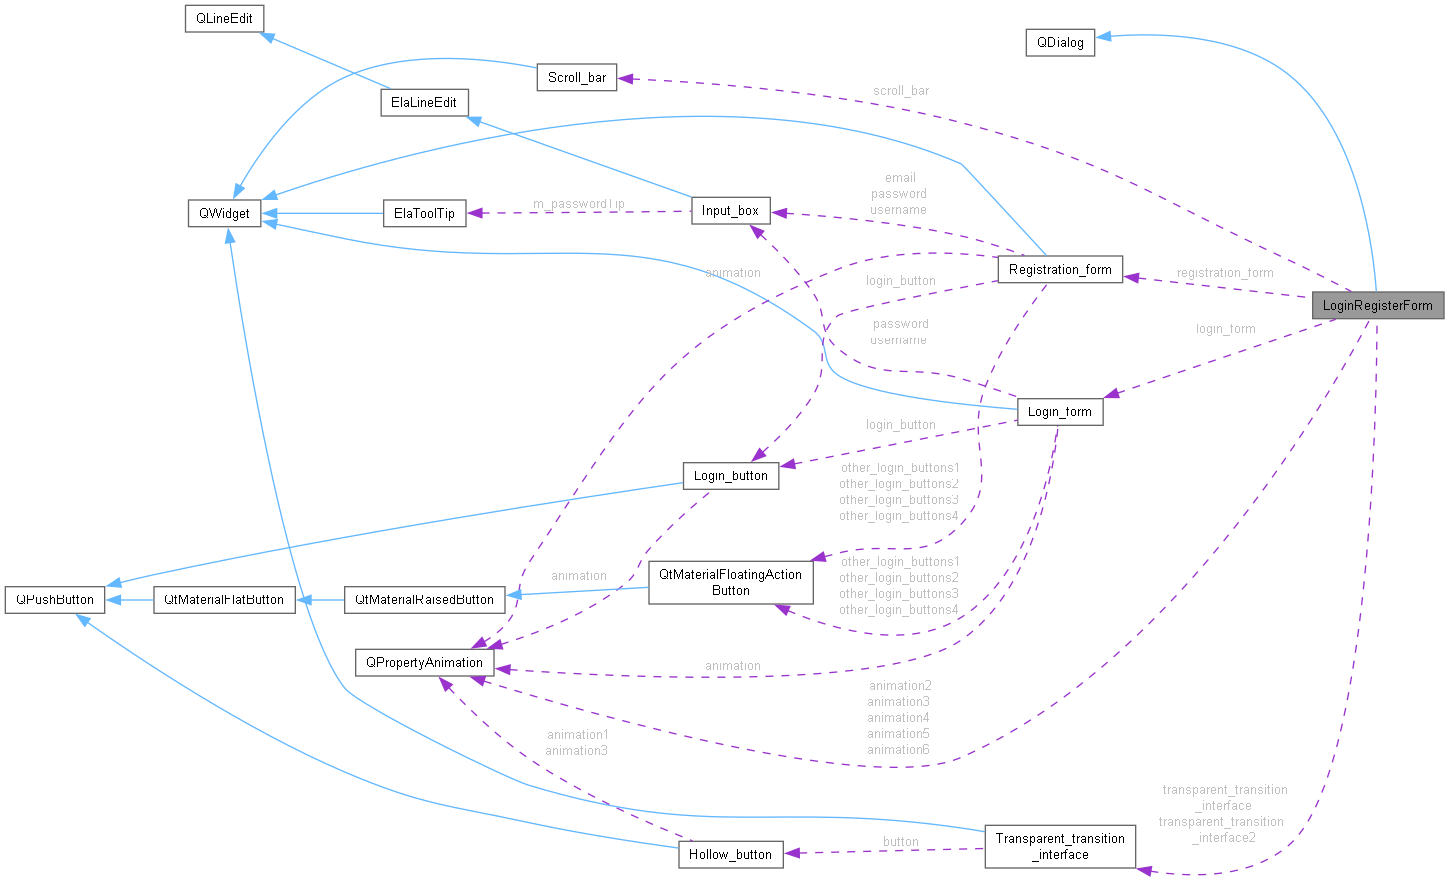 QLineEdit
QDialog
Scroll_bar
scroll_bar
ElaLineEdit
email
password
username
QWidget
ElaToolTip
m_passwordTip
Input_box
animation
login_button
Registration_form
registration_form
LoginRegisterForm
password
username
login_form
Login_form
login_button
Login_button
other_login_buttons1
other_login_buttons2
other_login_buttons3
other_login_buttons4
other_login_buttons1
other_login_buttons2
other_login_buttons3
other_login_buttons4
animation
QtMaterialFloatingAction
Button
QPushButton
QtMaterialFlatButton
QtMaterialRaisedButton
QPropertyAnimation
animation
animation2
animation3
animation4
animation5
animation6
animation1
animation3
transparent_transition
_interface
transparent_transition
_interface2
button
Hollow_button
Transparent_transition
_interface